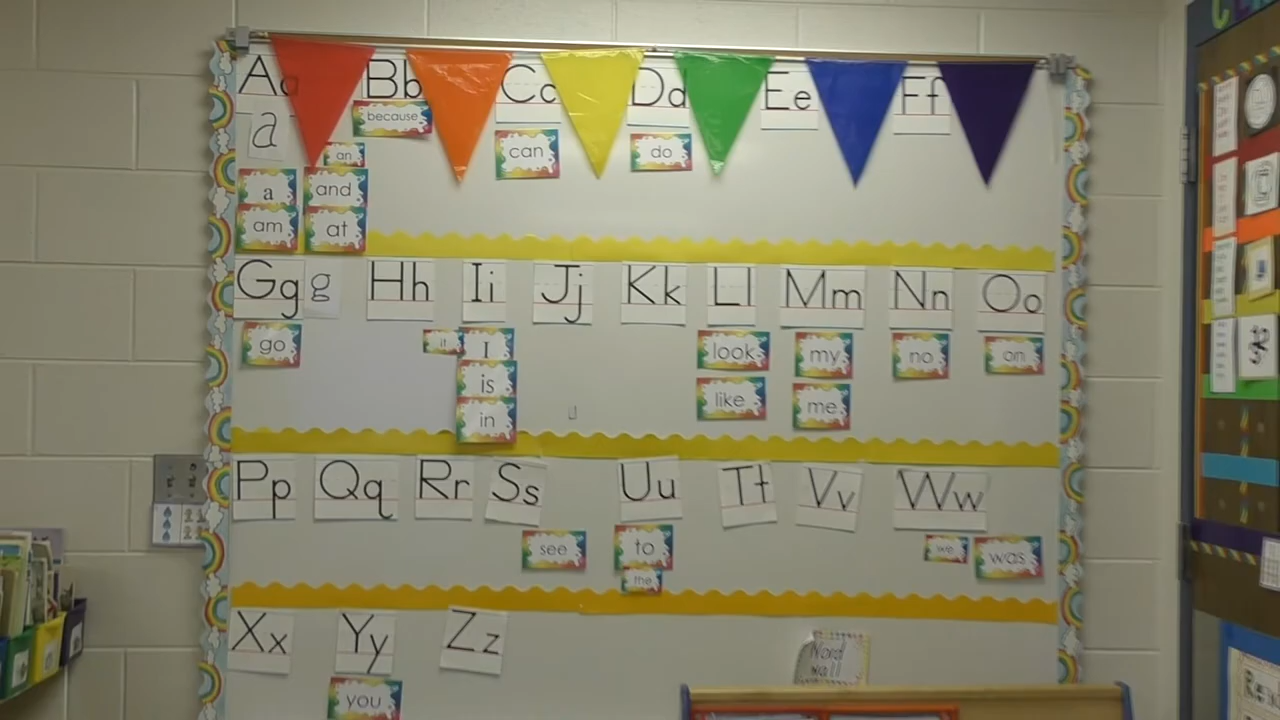 Aa Bb Cc Dd Ee Ff
a because
an can do
a and
am at
Gg g Hh Ii Jj Kk Ll Mm Nn Oo
go it I look my no on
is like me
in
Pp Qq Rr Ss Uu Tt Vv Ww
see to we was
the
Xx Yy Zz
Word
wall
you